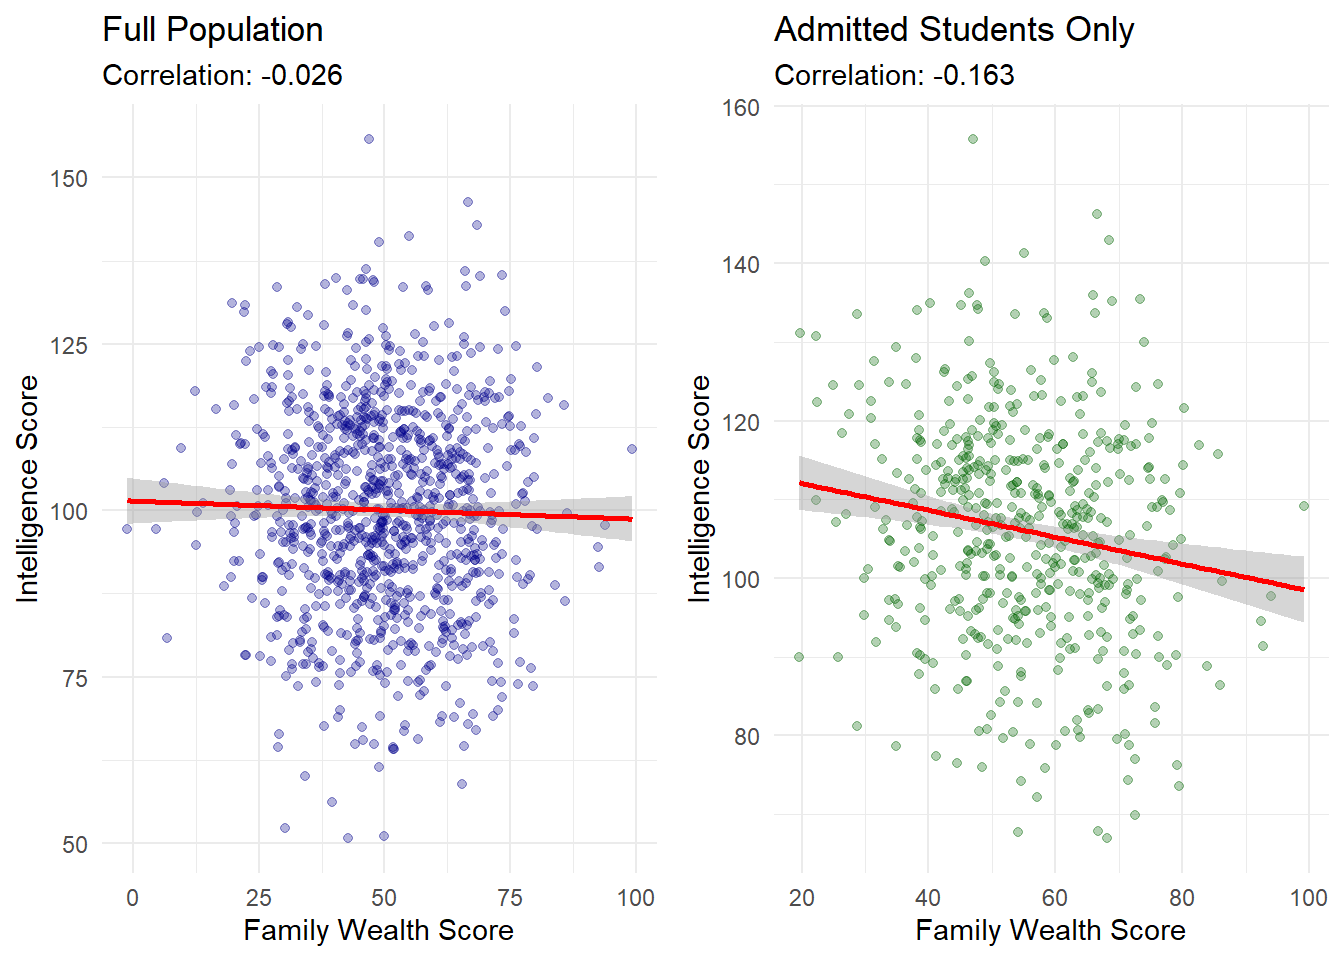 Full Population
Correlation: -0.026
Intelligence Score
150
125
100
75
50
0 25 50 75 100
Family Wealth Score
Admitted Students Only
Correlation: -0.163
Intelligence Score
160
140
120
100
80
20 40 60 80 100
Family Wealth Score